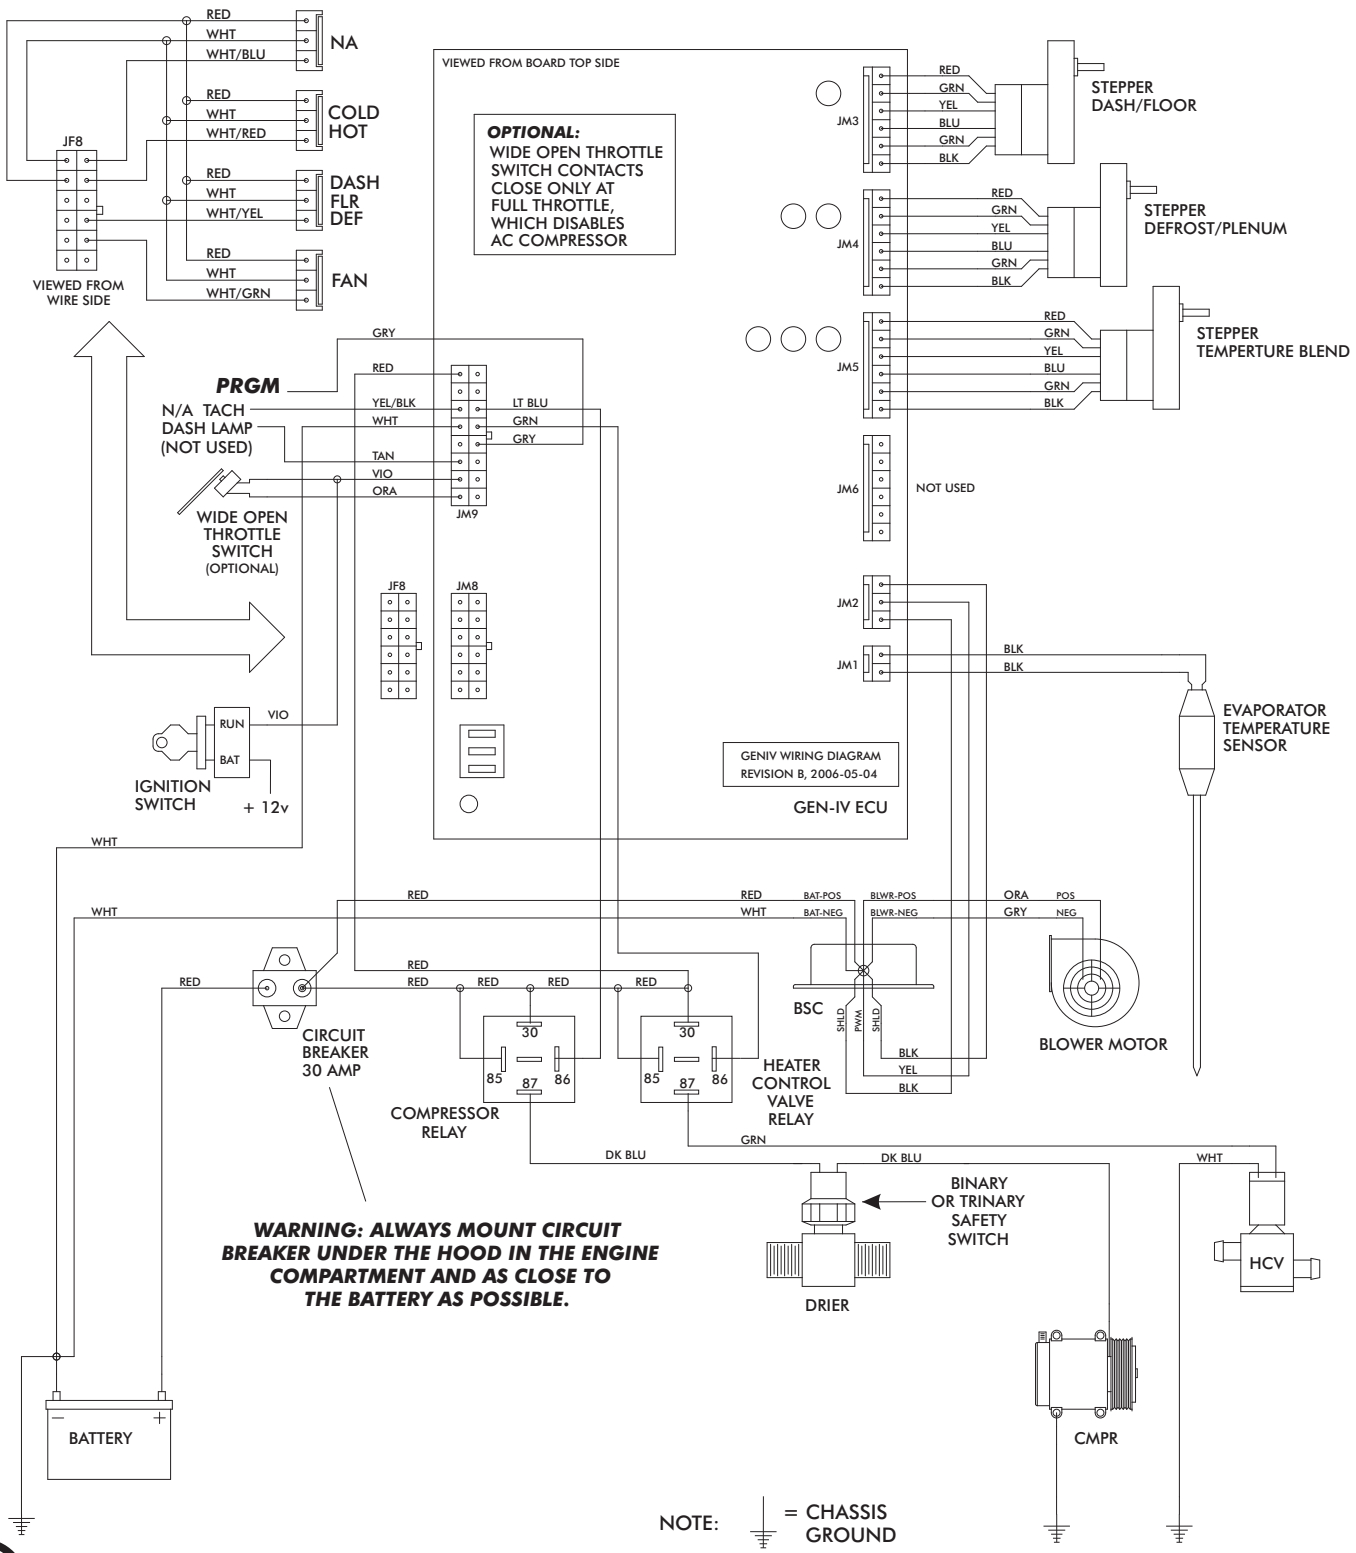 RED
WHT
WHT/BLU
NA
RED
WHT
WHT/RED
COLD
HOT
JF8
RED
WHT
WHT/YEL
DASH
FLR
DEF
RED
WHT
WHT/GRN
FAN
VIEWED FROM
WIRE SIDE
VIEWED FROM BOARD TOP SIDE
OPTIONAL:
WIDE OPEN THROTTLE
SWITCH CONTACTS
CLOSE ONLY AT
FULL THROTTLE,
WHICH DISABLES
AC COMPRESSOR
JM3
RED
GRN
YEL
BLU
GRN
BLK
STEPPER
DASH/FLOOR
JM4
RED
GRN
YEL
BLU
GRN
BLK
STEPPER
DEFROST/PLENUM
JM5
RED
GRN
YEL
BLU
GRN
BLK
STEPPER
TEMPERTURE BLEND
GRY
RED
PRGM
YEL/BLK
LT BLU
N/A TACH
WHT
GRN
DASH LAMP
(NOT USED)
GRY
TAN
VIO
ORA
JM9
WIDE OPEN
THROTTLE
SWITCH
(OPTIONAL)
JM6
NOT USED
JF8
JM8
JM2
JM1
BLK
BLK
EVAPORATOR
TEMPERATURE
SENSOR
RUN
VIO
BAT
IGNITION
SWITCH
+ 12v
GENIV WIRING DIAGRAM
REVISION B, 2006-05-04
GEN-IV ECU
WHT
RED
RED
BAT-POS
BLWR-POS
ORA
POS
WHT
WHT
BAT-NEG
BLWR-NEG
GRY
NEG
RED
RED
RED
RED
RED
RED
BSC
SHLD
PWM
SHLD
BLK
YEL
BLK
BLOWER MOTOR
CIRCUIT
BREAKER
30 AMP
30
85
87
86
COMPRESSOR
RELAY
30
85
87
86
HEATER
CONTROL
VALVE
RELAY
GRN
DK BLU
DK BLU
WHT
BINARY
OR TRINARY
SAFETY
SWITCH
DRIER
HCV
WARNING: ALWAYS MOUNT CIRCUIT
BREAKER UNDER THE HOOD IN THE ENGINE
COMPARTMENT AND AS CLOSE TO
THE BATTERY AS POSSIBLE.
− +
BATTERY
CMPR
NOTE:
= CHASSIS
GROUND